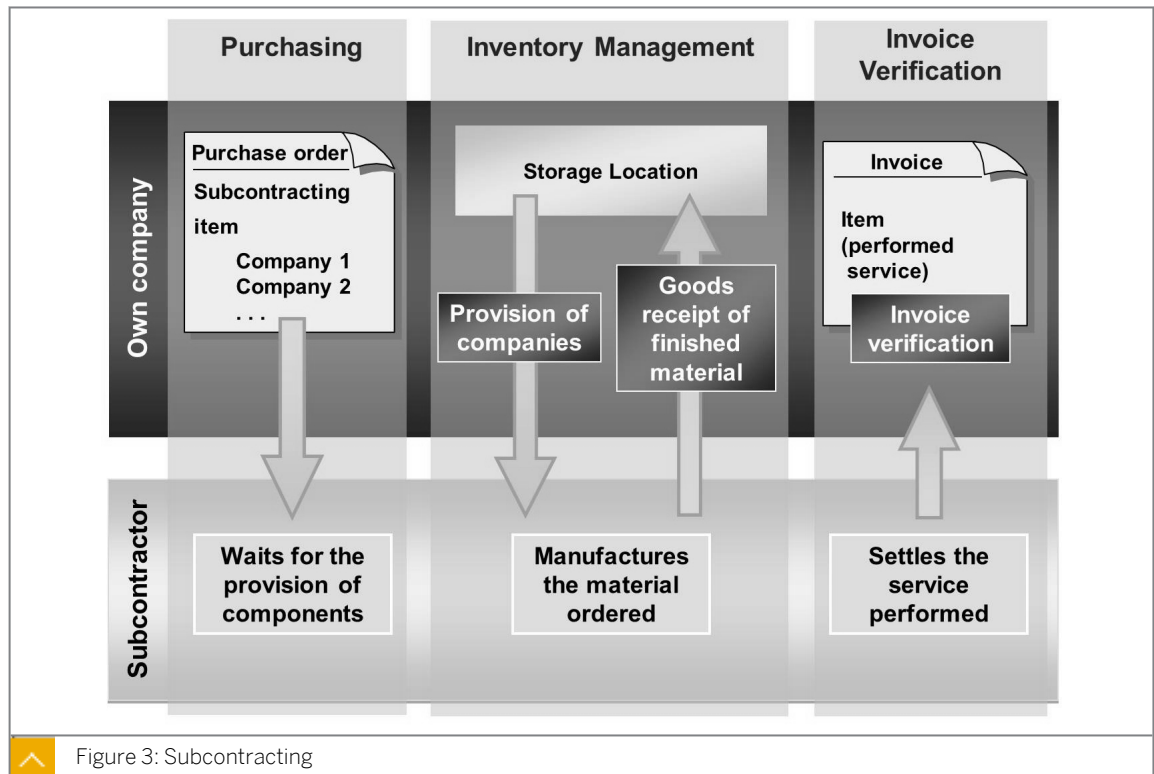 Purchasing
Inventory Management
Invoice
Verification
Own company
Purchase order
Subcontracting
item
Company 1
Company 2
. . .
Storage Location
Provision of
companies
Goods
receipt of
finished
material
Invoice
Item
(performed
service)
Invoice
verification
Subcontractor
Waits for the
provision of
components
Manufactures
the material
ordered
Settles the
service
performed
Figure 3: Subcontracting